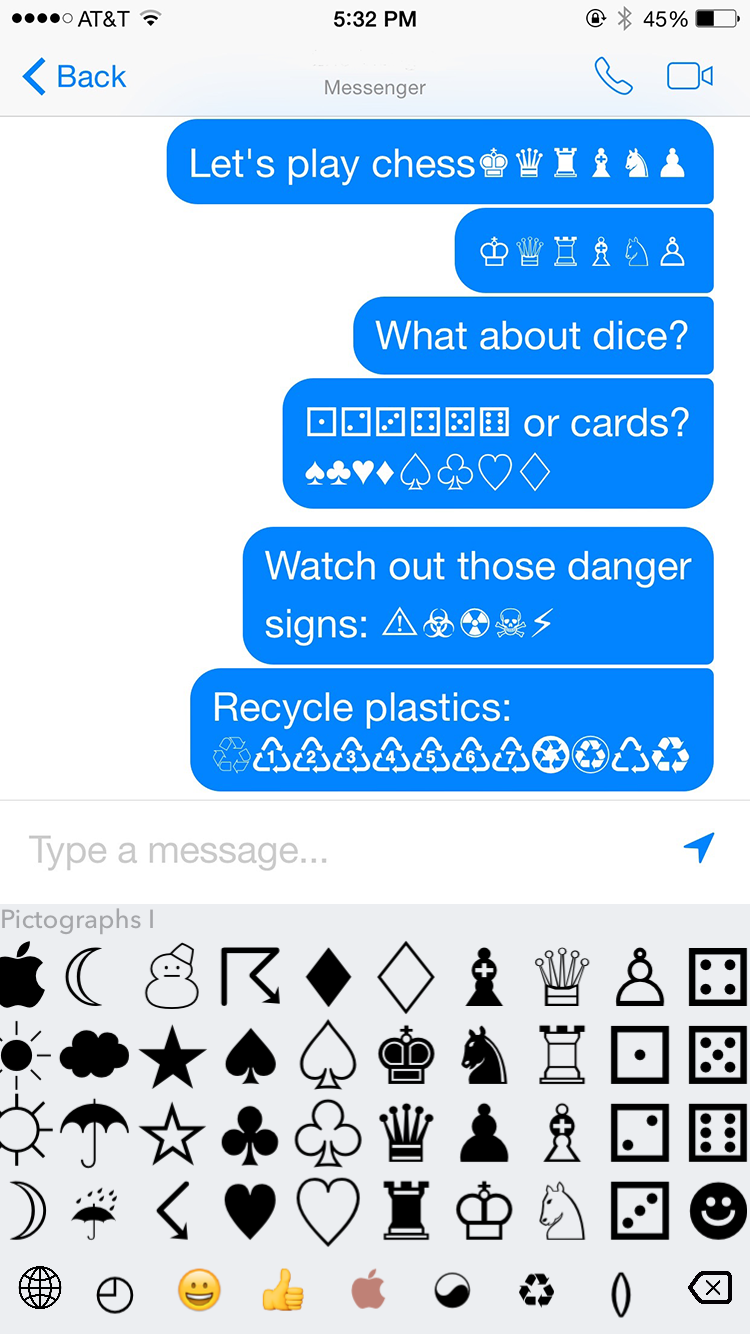 AT&T 5:32 PM 45%
Back
Messenger
Let's play chess♚♛♜♝♞♟
♔♕♖♗♘♙
What about dice?
⚀⚁⚂⚃⚄⚅ or cards?
♠♣♥♦♤♧♡♢
Watch out those danger
signs: ⚠☣☢☠⚡
Recycle plastics:
♲♳♴♵♶♷♸♹♼♽♺♻
Type a message...
Pictographs I